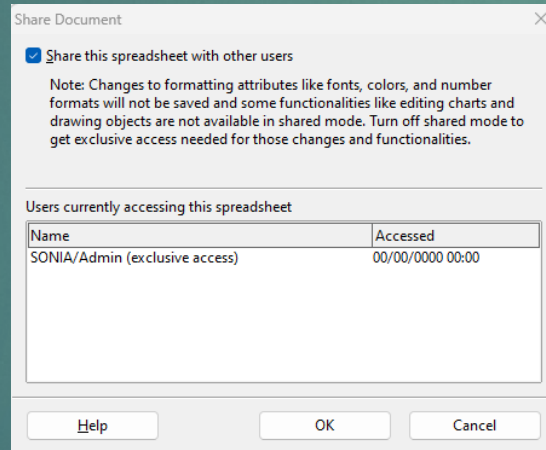 Share Document
Share this spreadsheet with other users
Note: Changes to formatting attributes like fonts, colors, and number
formats will not be saved and some functionalities like editing charts and
drawing objects are not available in shared mode. Turn off shared mode to
get exclusive access needed for those changes and functionalities.
Users currently accessing this spreadsheet
Name Accessed
SONIA/Admin (exclusive access) 00/00/0000 00:00
Help OK Cancel